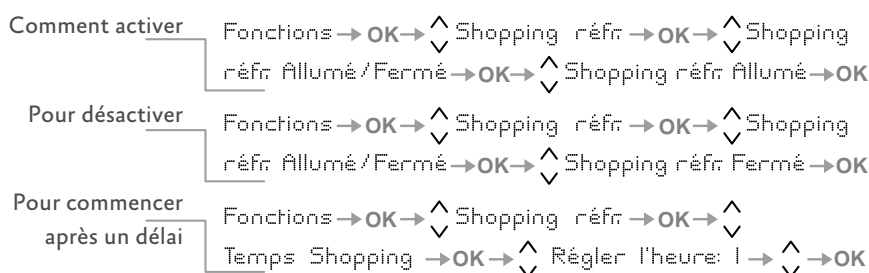 Comment activer
Fonctions → OK → Shopping réfr. → OK → Shopping
réfr. Allumé/Fermé → OK → Shopping réfr. Allumé → OK
Pour désactiver
Fonctions → OK → Shopping réfr. → OK → Shopping
réfr. Allumé/Fermé → OK → Shopping réfr. Fermé → OK
Pour commencer
après un délai
Fonctions → OK → Shopping réfr. → OK →
Temps Shopping → OK → Régler l'heure: 1 → → OK